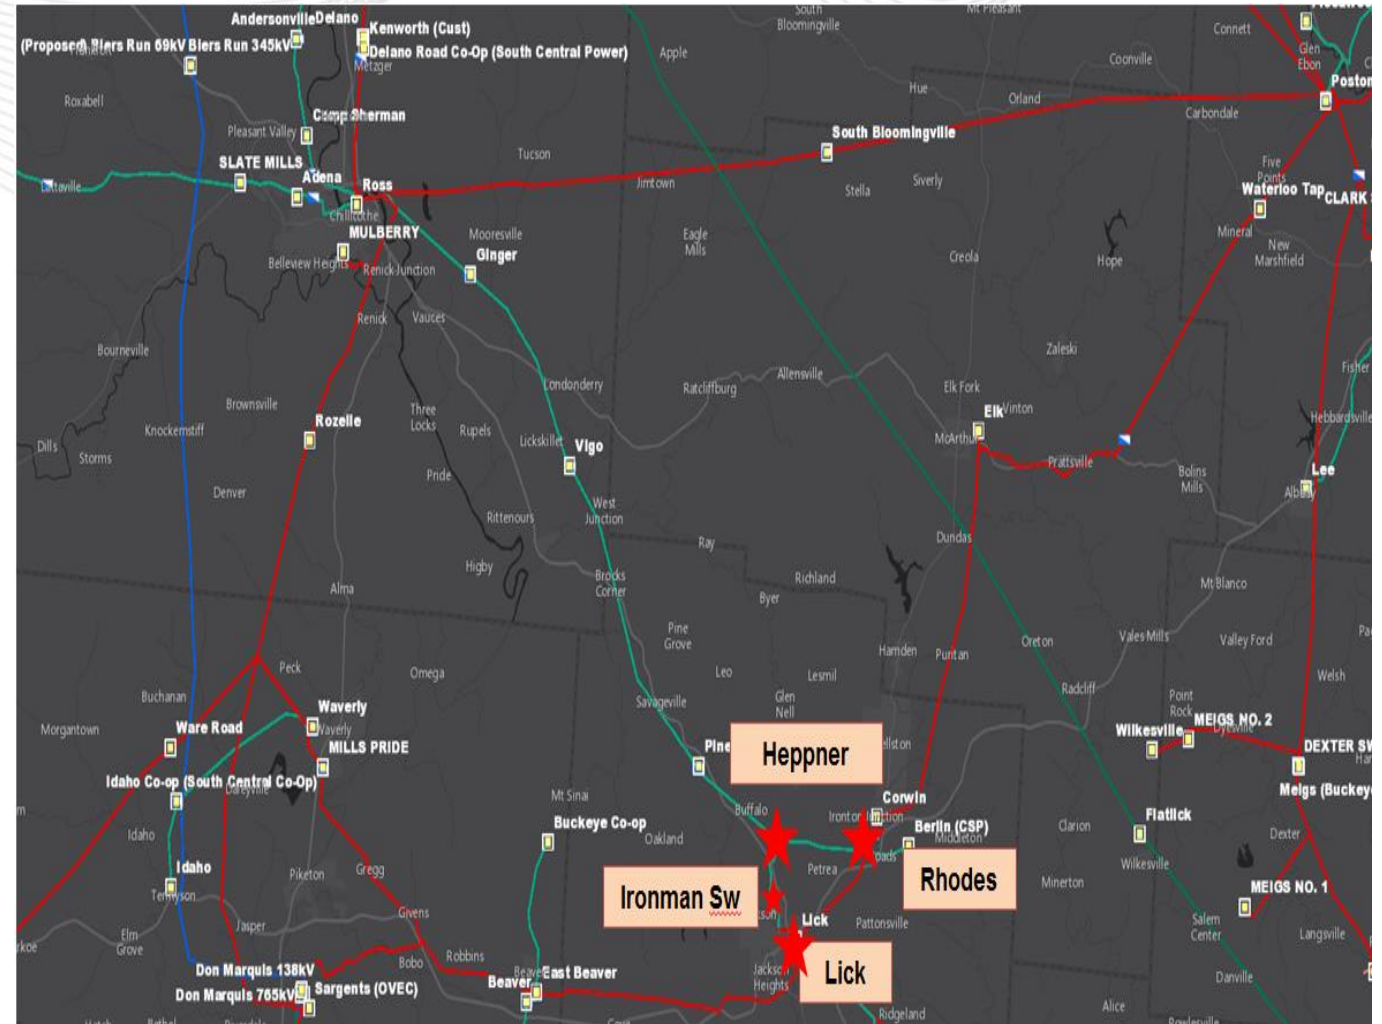 South
Bloomingville
Mt Pleasant
Andersonville
Delano
Kenworth (Cust)
Delano Road Co-Op (South Central Power)
Metzger
Biers Run 345kV
Apple
Connett
Glen
Ebon
Coonville
Roxabell
Hue
Orland
Carbondale
Poston
Camp Sherman
Pleasant Valley
South Bloomingville
SLATE MILLS
Adena
Ross
Tucson
Jimtown
Stella
Siverly
Five
Points
Waterloo Tap
CLARK
Chillicothe
MULBERRY
Mooresville
Ginger
Eagle
Mills
Creola
Hope
Mineral
New
Marshfield
Belleview Heights
Renick Junction
Renick
Vauces
Bourneville
Zaleski
Fisher
Londonderry
Ratcliffburg
Allensville
Elk Fork
Elk
Vinton
McArthur
Prattsville
Hebbardsville
Brownsville
Three
Locks
Rupels
Lickskillet
Vigo
Knockemstiff
Rozelle
Dills
Storms
Pride
Bolins
Mills
Lee
Albany
Denver
West
Junction
Rittenours
Dundas
Ray
Higby
Brocks
Corner
Richland
Byer
Mt Blanco
Alma
Pine
Grove
Hamden
Puritan
Oreton
Vales Mills
Valley Ford
Peck
Omega
Leo
Lesmil
Radcliff
Welsh
Buchanan
Savageville
Glen
Nell
Point
Rock
Morgantown
Ware Road
Waverly
Waverly
MILLS PRIDE
Heppner
Wilkesville
MEIGS NO. 2
Dyesville
DEXTER SW
Meigs (Buckeye
Idaho Co-op (South Central Co-Op)
Mt Sinai
Buffalo
Corwin
Ironton Junction
Berlin (CSP)
Middleton
Buckeye Co-op
Oakland
Clarion
Flatlick
Dexter
Idaho
Idaho
Tennyson
Piketon
Gregg
Petrea
Rhodes
Minerton
Wilkesville
MEIGS NO. 1
Ironman Sw
Lick
Pattonsville
Salem
Center
Langsville
Elm
Grove
Jasper
Givens
Bobo
Robbins
Don Marquis 138kV
Don Marquis 765kV
Sargents (OVEC)
East Beaver
Beaver
Jackson
Heights
Lick
Danville
Alice
Ridgeland